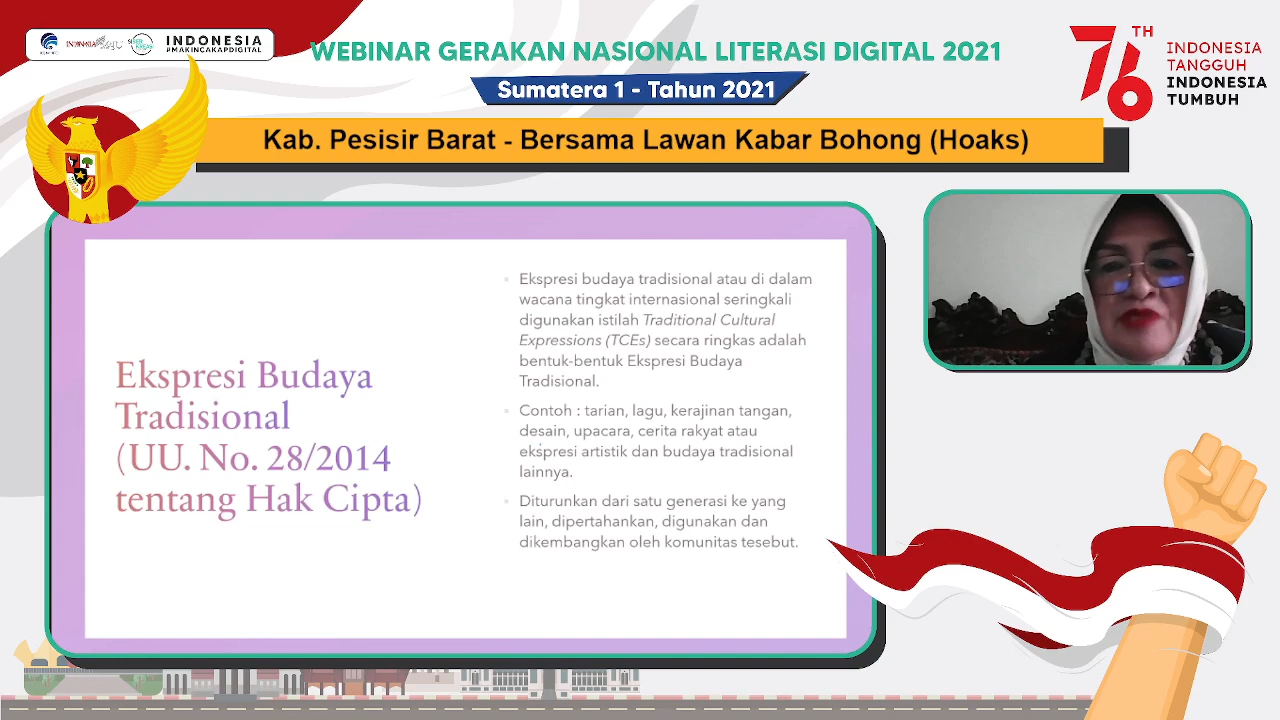 INDONESIA
#MAKINCAKAPDIGITAL
WEBINAR GERAKAN NASIONAL LITERASI DIGITAL 2021
Sumatera 1 - Tahun 2021
76TH
INDONESIA
TANGGUH
INDONESIA
TUMBUH
Kab. Pesisir Barat - Bersama Lawan Kabar Bohong (Hoaks)
Ekspresi Budaya
Tradisional
(UU. No. 28/2014
tentang Hak Cipta)
Ekspresi budaya tradisional atau di dalam
wacana tingkat internasional seringkali
digunakan istilah Traditional Cultural
Expressions (TCEs) secara ringkas adalah
bentuk-bentuk Ekspresi Budaya
Tradisional.
Contoh : tarian, lagu, kerajinan tangan,
desain, upacara, cerita rakyat atau
ekspresi artistik dan budaya tradisional
lainnya.
Diturunkan dari satu generasi ke yang
lain, dipertahankan, digunakan dan
dikembangkan oleh komunitas tesebut.